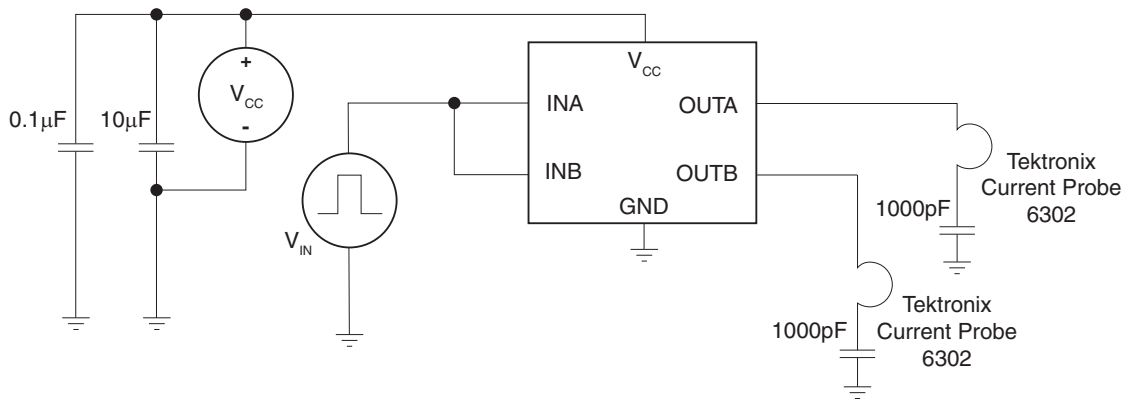 V_CC
+
V_CC
-
0.1µF
10µF
V_IN
INA
OUTA
INB
OUTB
GND
Tektronix
Current Probe
6302
1000pF
Tektronix
Current Probe
6302
1000pF